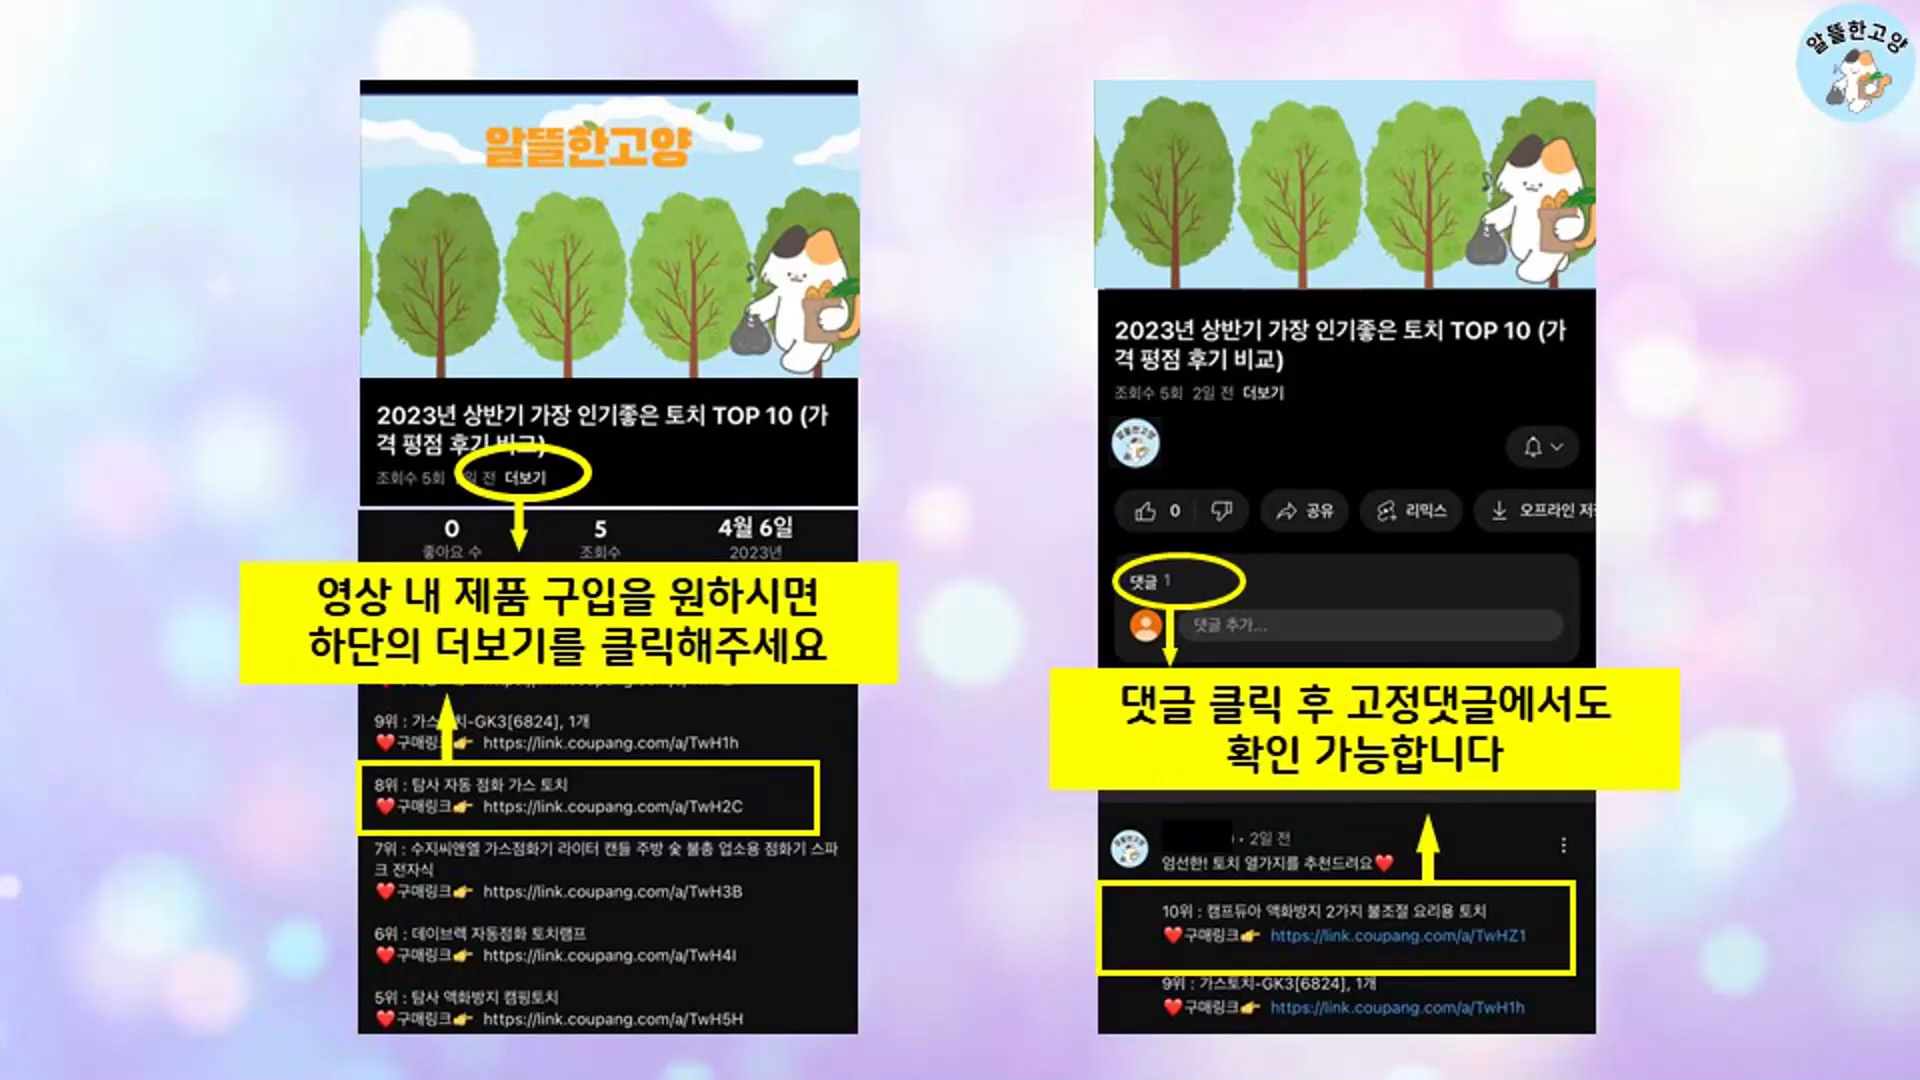 알뜰한고양
알뜰한고양
2023년 상반기 가장 인기좋은 토치 TOP 10 (가
격 평점 후기 비교)
조회수 5회 일 전 더보기
0 5 4월 6일
좋아요 수 조회수 2023년
영상 내 제품 구입을 원하시면
하단의 더보기를 클릭해주세요
9위 : 가스토치-GK3[6824], 1개
❤️구매링크👉 https://link.coupang.com/a/TwH1h
8위 : 탐사 자동 점화 가스 토치
❤️구매링크👉 https://link.coupang.com/a/TwH2C
7위 : 수지씨앤엘 가스점화기 라이터 캔들 주방 숯 불총 업소용 점화기 스파
크 전자식
❤️구매링크👉 https://link.coupang.com/a/TwH3B
6위 : 데이브렉 자동점화 토치램프
❤️구매링크👉 https://link.coupang.com/a/TwH4I
5위 : 탐사 액화방지 캠핑토치
❤️구매링크👉 https://link.coupang.com/a/TwH5H
2023년 상반기 가장 인기좋은 토치 TOP 10 (가
격 평점 후기 비교)
조회수 5회 2일 전 더보기
알뜰한고양
0 공유 리믹스 오프라인 저
댓글 1
댓글 추가...
댓글 클릭 후 고정댓글에서도
확인 가능합니다
알뜰한고양
• 2일 전
엄선한! 토치 열가지를 추천드려요❤️
10위 : 캠프듀아 액화방지 2가지 불조절 요리용 토치
❤️구매링크👉 https://link.coupang.com/a/TwHZ1
9위 : 가스토치-GK3[6824], 1개
❤️구매링크👉 https://link.coupang.com/a/TwH1h